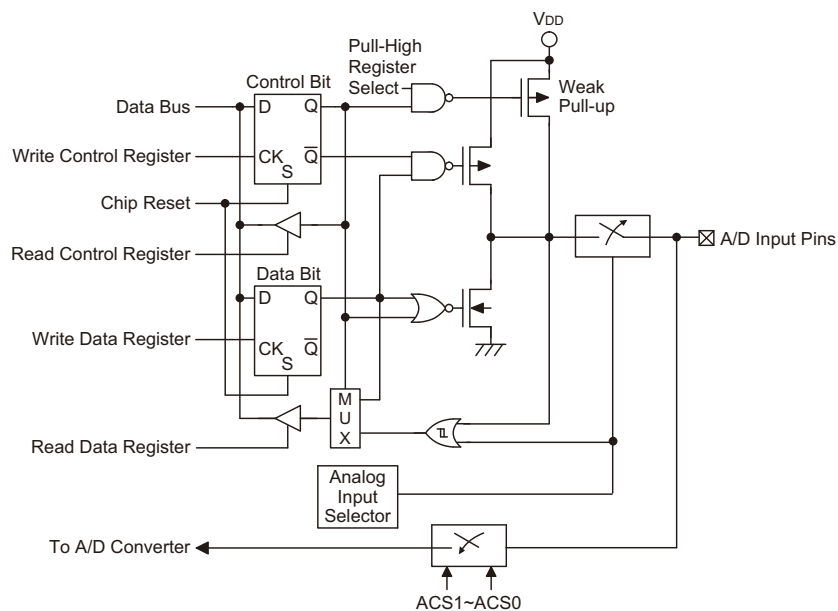 VDD
Pull-High
Register
Select
Weak
Pull-up
Control Bit
Data Bus
D
Q
Write Control Register
CK
Q
S
Chip Reset
Read Control Register
A/D Input Pins
Data Bit
D
Q
Write Data Register
CK
Q
S
M
U
X
Read Data Register
Analog
Input
Selector
To A/D Converter
ACS1~ACS0